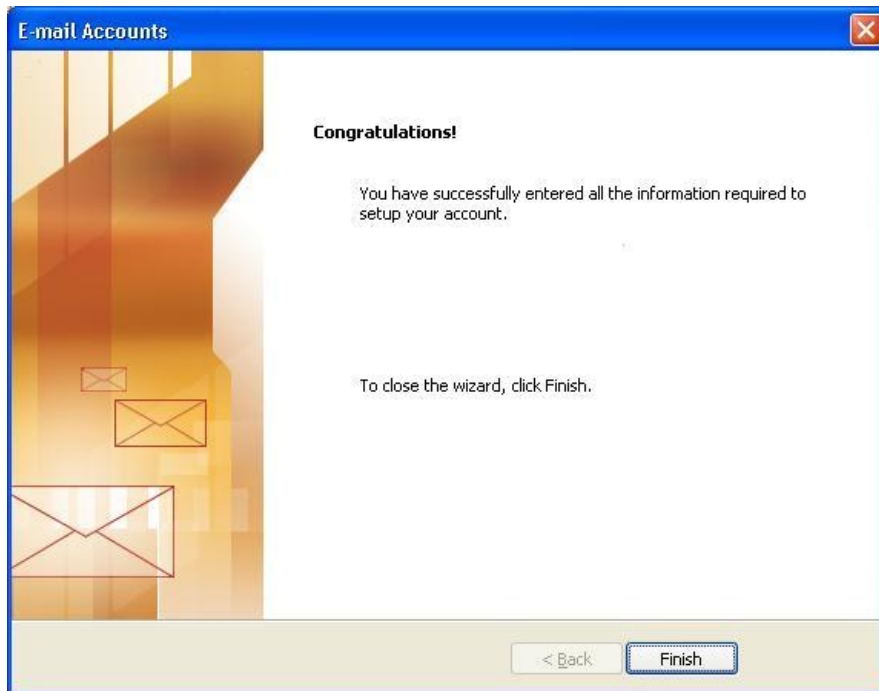 E-mail Accounts
Congratulations!
You have successfully entered all the information required to
setup your account.
To close the wizard, click Finish.
< Back
Finish